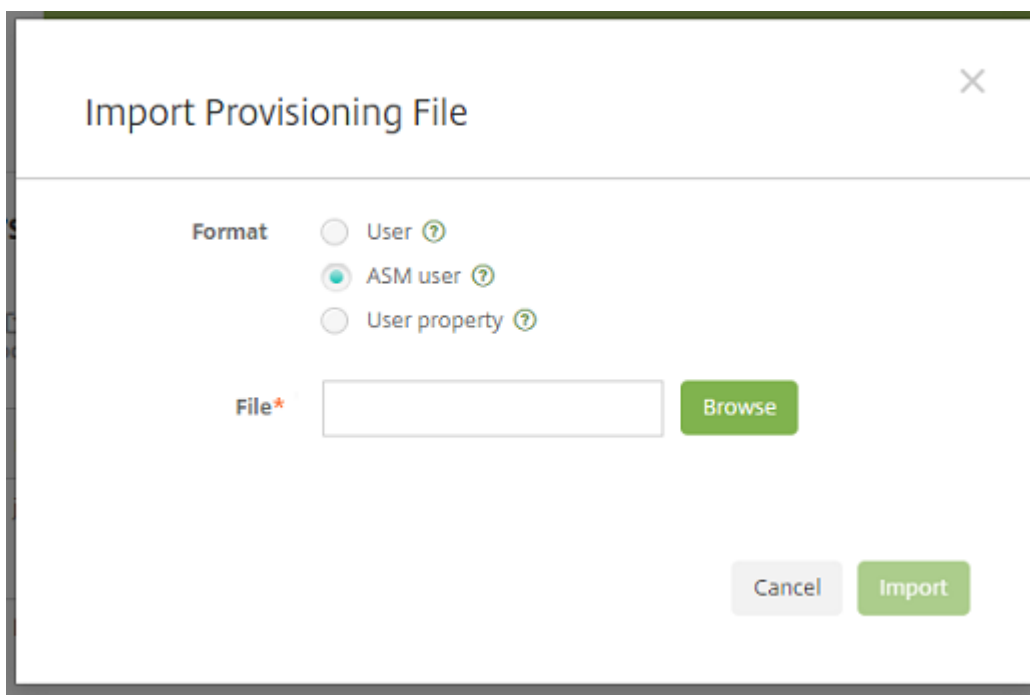 Import Provisioning File
Format
User ?
ASM user ?
User property ?
File*
Browse
Cancel
Import